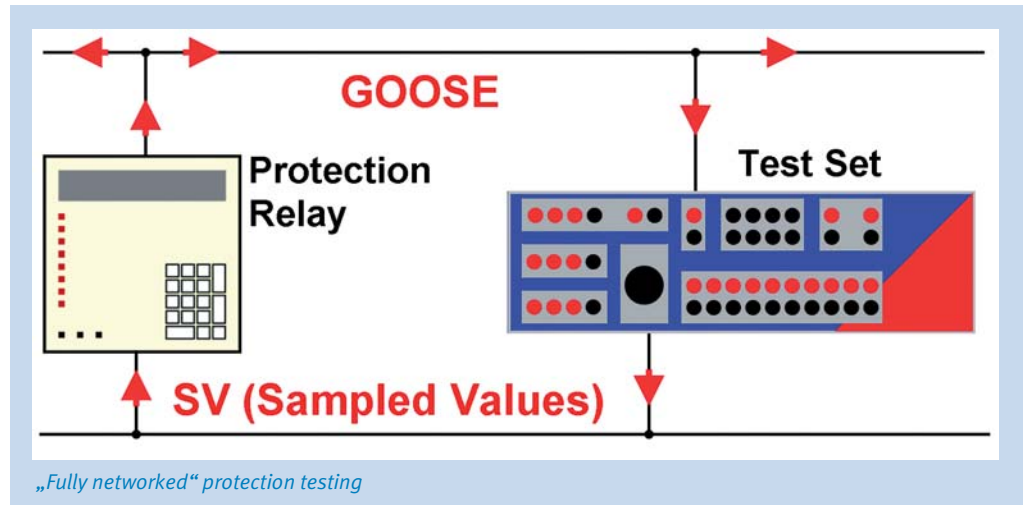 GOOSE
Protection
Relay
Test Set
SV (Sampled Values)
„Fully networked“ protection testing